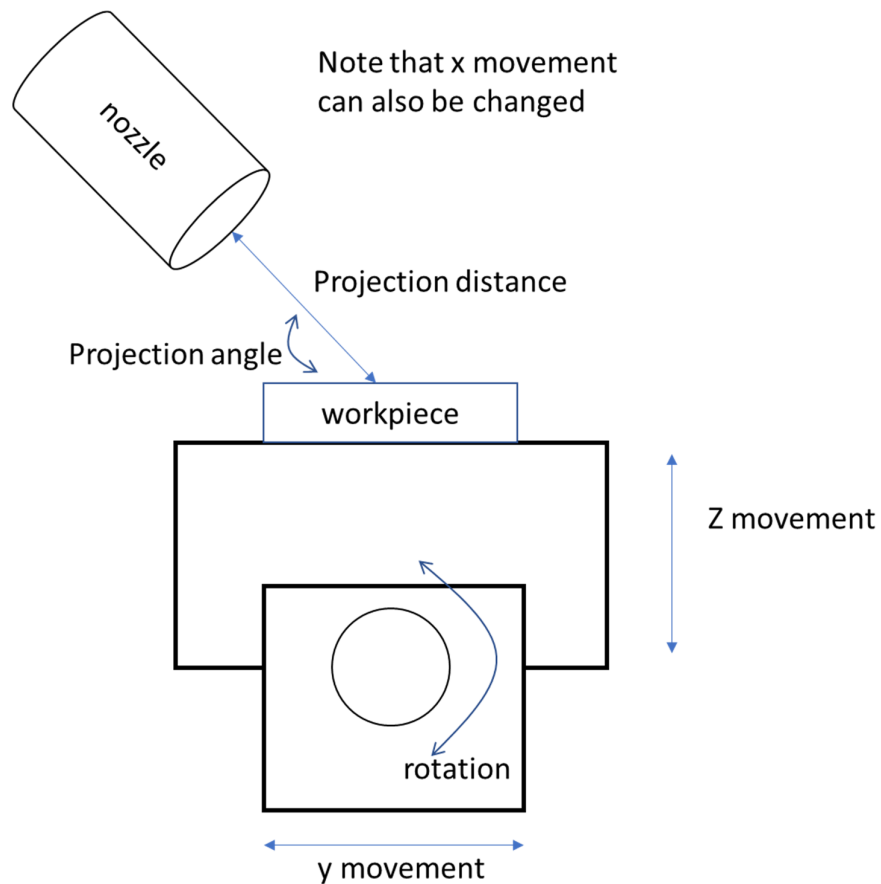 Note that x movement
can also be changed
nozzle
Projection distance
Projection angle
workpiece
Z movement
rotation
y movement